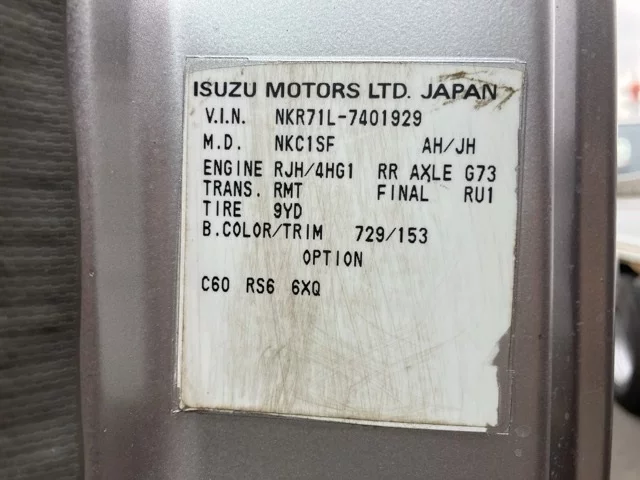 ISUZU MOTORS LTD. JAPAN
V.I.N. NKR71L-7401929
M.D. NKC1SF AH/JH
ENGINE RJH/4HG1 RR AXLE G73
TRANS. RMT FINAL RU1
TIRE 9YD
B.COLOR/TRIM 729/153
OPTION
C60 RS6 6XQ